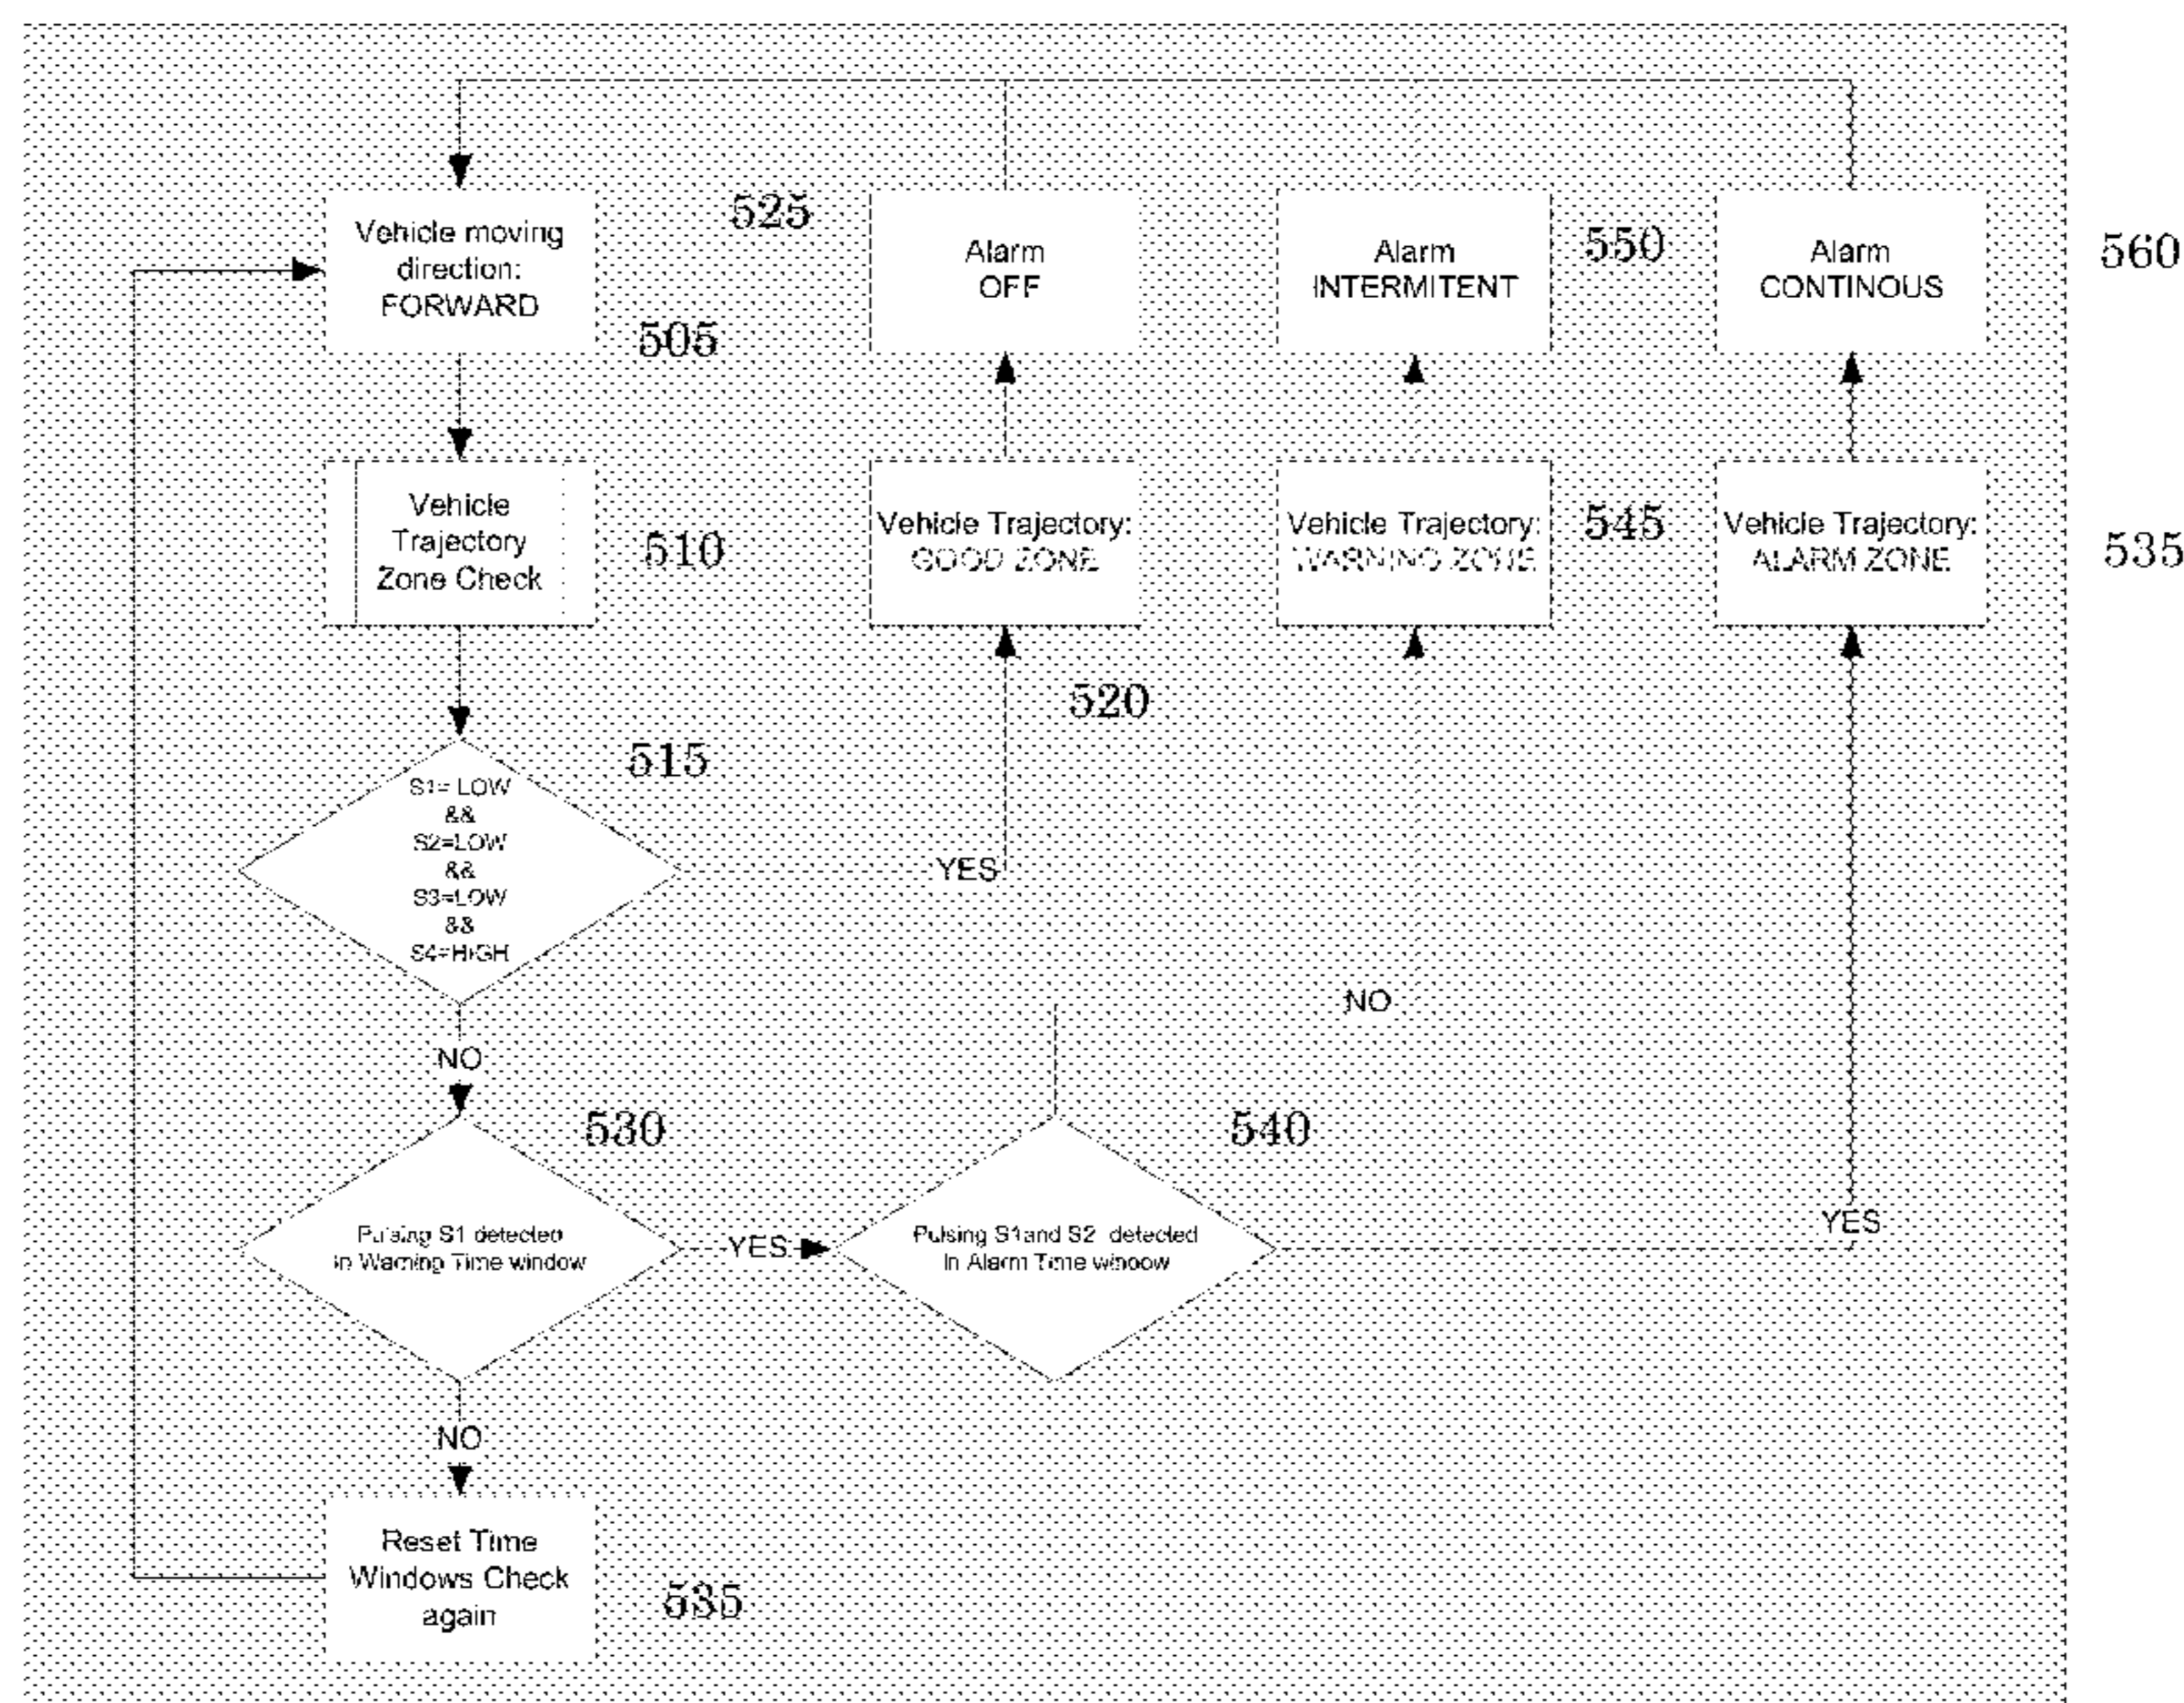 Vehicle moving
direction:
FORWARD
505
525
Alarm
OFF
Alarm
INTERMITENT
550
Alarm
CONTINOUS
560
Vehicle
Trajectory
Zone Check
510
Vehicle Trajectory:
GOOD ZONE
520
Vehicle Trajectory:
WARNING ZONE
545
Vehicle Trajectory:
ALARM ZONE
535
515
S1= LOW
&&
S2=LOW
&&
S3=LOW
&&
S4=HIGH
YES
NO
NO
530
Pulsing S1 detected
in Warning Time window
YES
540
Pulsing S1and S2 detected
In Alarm Time window
YES
NO
Reset Time
Windows Check
again
535